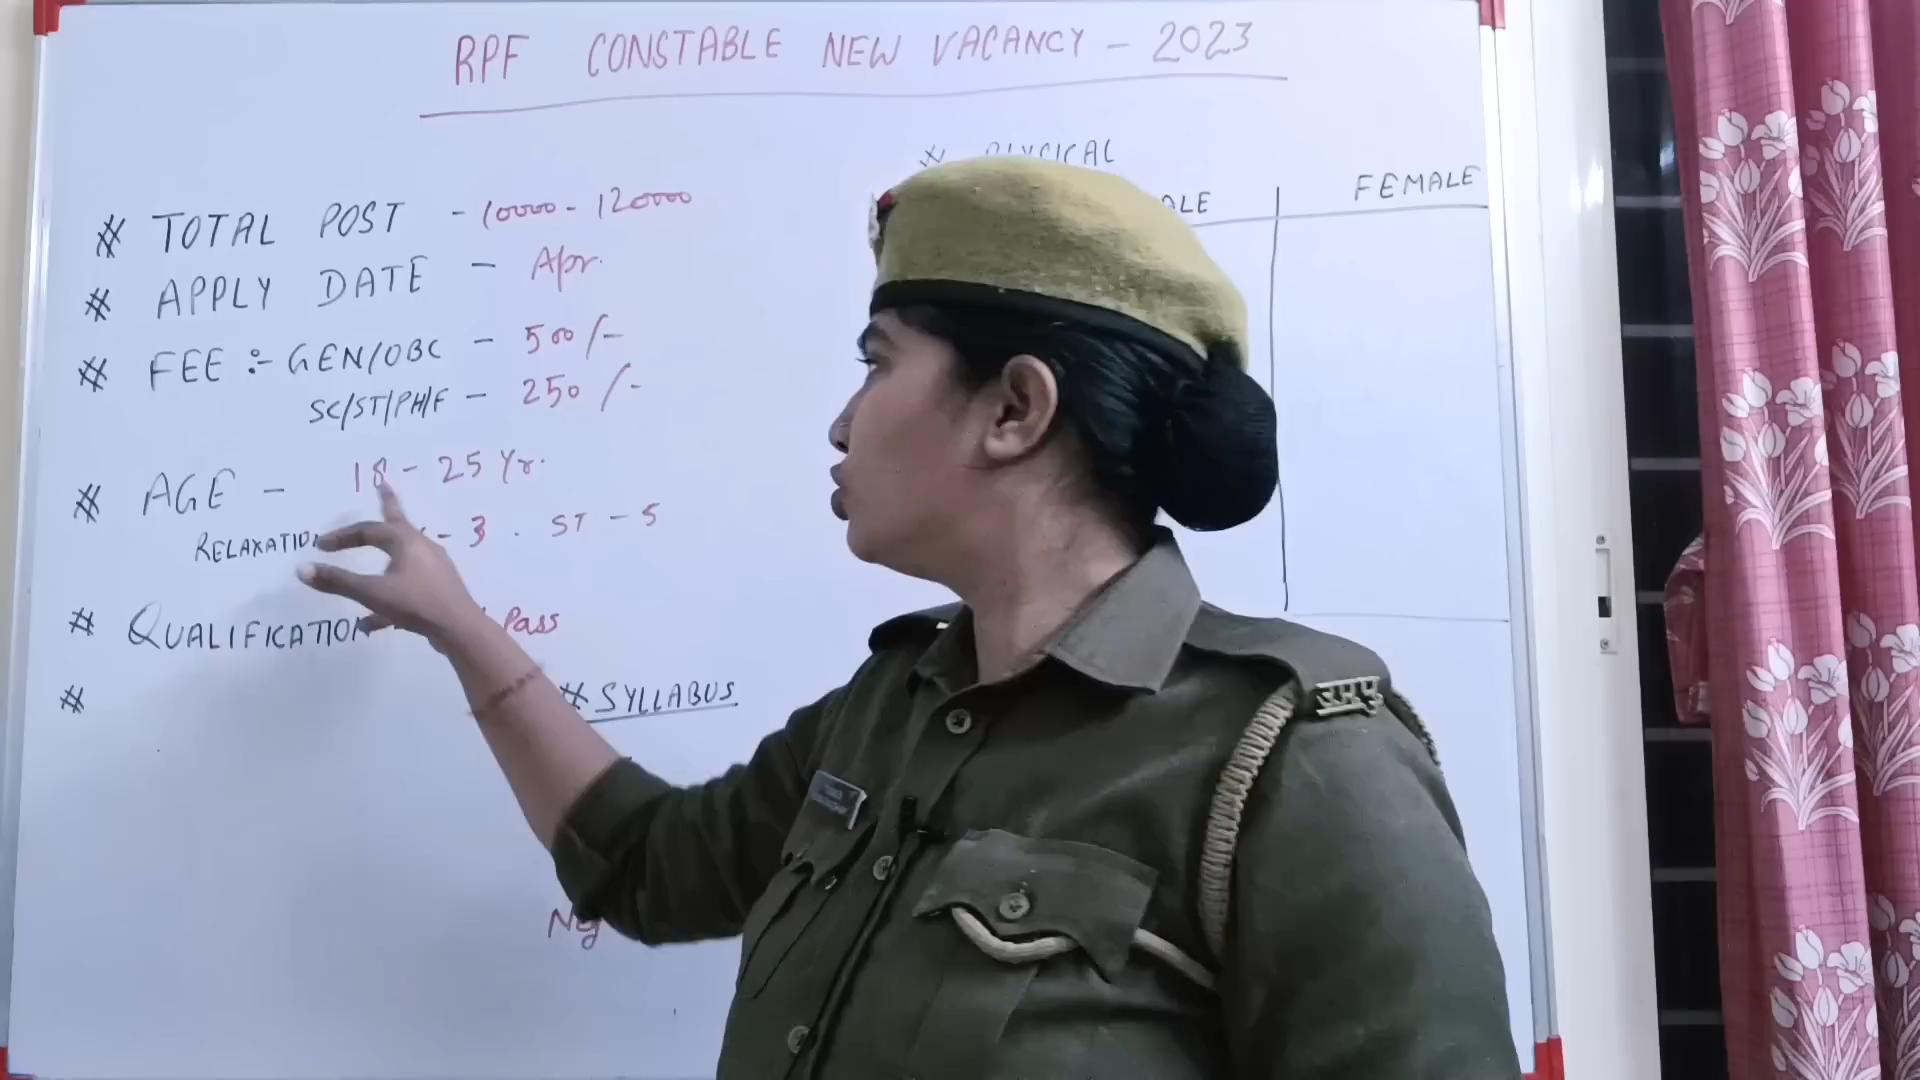 RPF CONSTABLE NEW VACANCY - 2023
# TOTAL POST - 10000 - 120000
# APPLY DATE - Apr.
# FEE :- GEN/OBC - 500/-
SC/ST/PH/F - 250/-
# AGE - 18 - 25 Yr.
RELAXATION - 3 . ST - 5
# QUALIFICATION - Pass
#
# SYLLABUS
# PHYSICAL
FEMALE
उ॰प्र॰पु॰